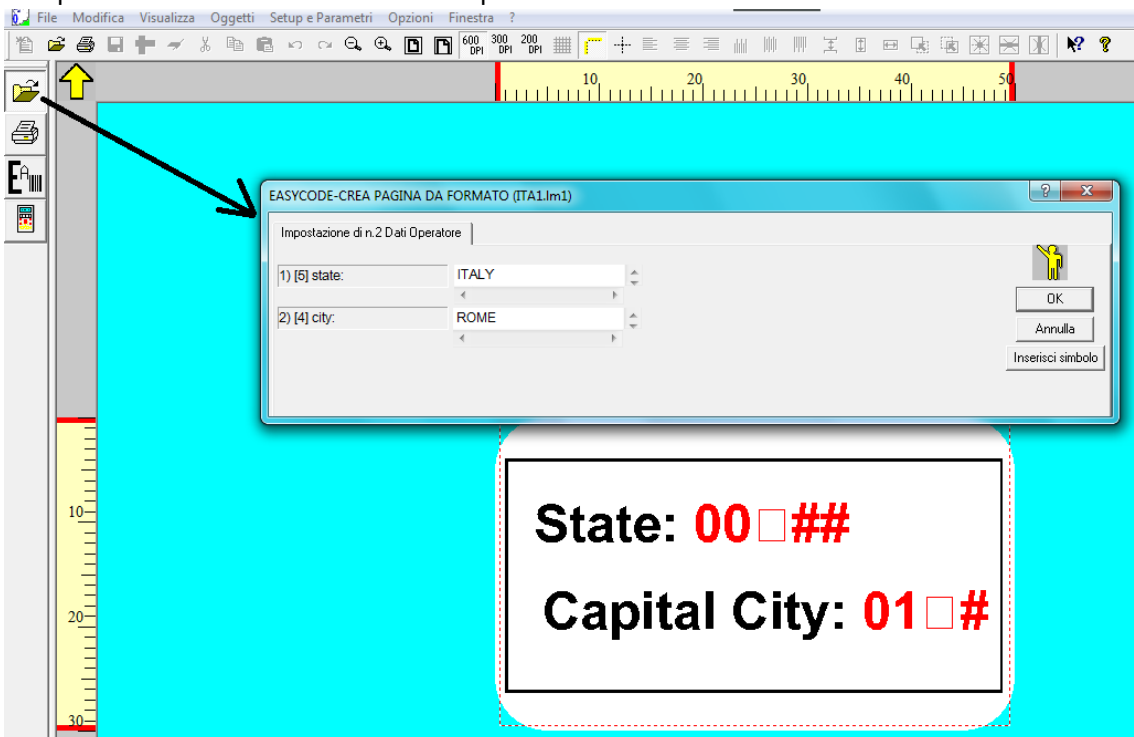 File Modifica Visualizza Oggetti Setup e Parametri Opzioni Finestra ?
600 DPI 300 DPI 200 DPI
10 20 30 40 50
EASYCODE-CREA PAGINA DA FORMATO (ITA1.lm1)
Impostazione di n.2 Dati Operatore
1) [5] state: ITALY
OK
2) [4] city: ROME
Annulla
Inserisci simbolo
10
State: 00□##
20
Capital City: 01□#
30